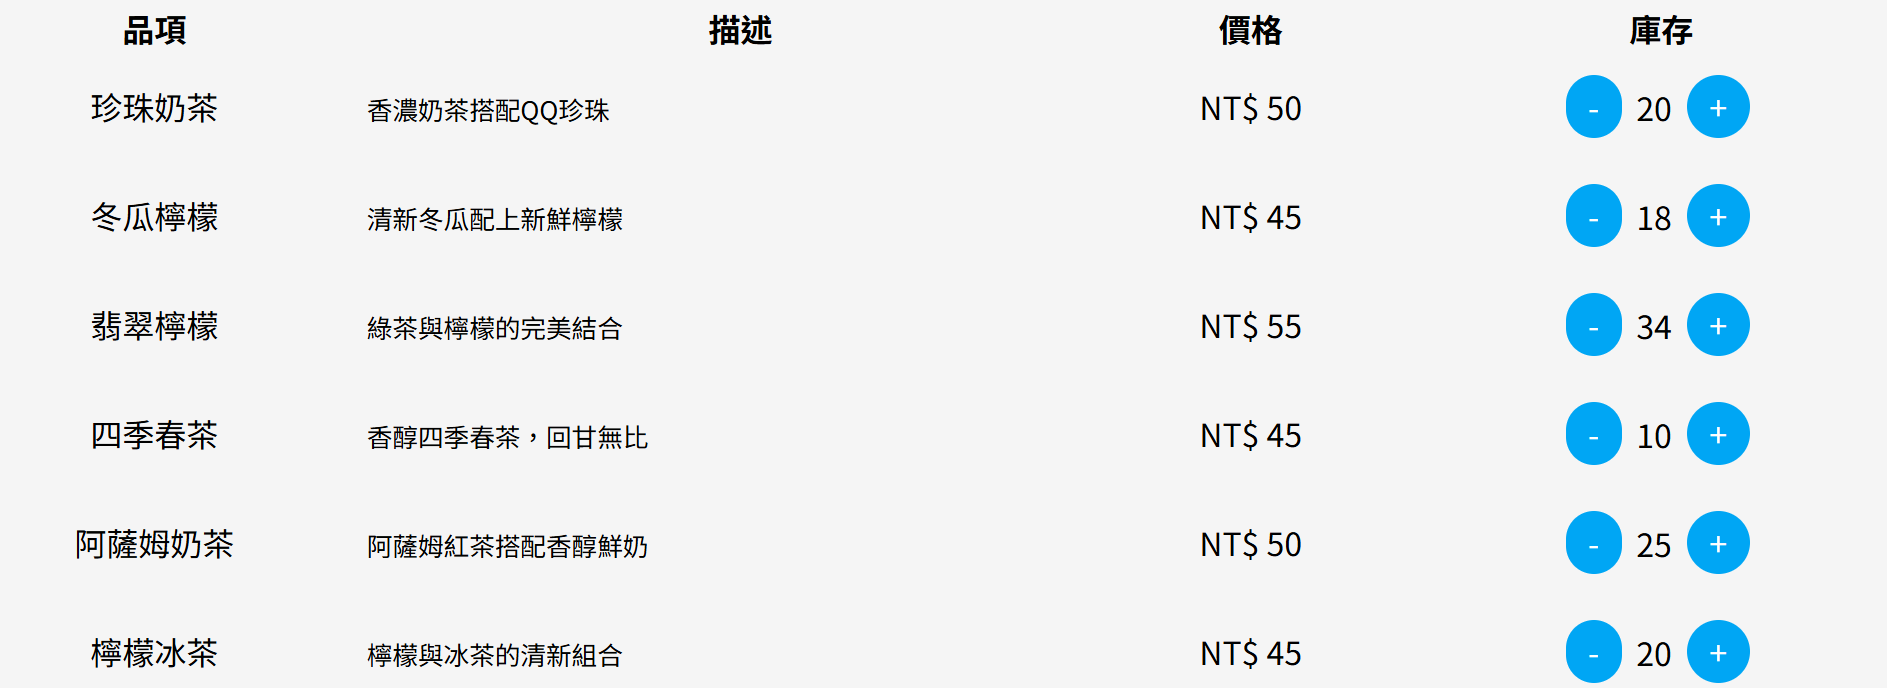 品項 描述 價格 庫存
珍珠奶茶 香濃奶茶搭配QQ珍珠 NT$ 50 - 20 +
冬瓜檸檬 清新冬瓜配上新鮮檸檬 NT$ 45 - 18 +
翡翠檸檬 綠茶與檸檬的完美結合 NT$ 55 - 34 +
四季春茶 香醇四季春茶，回甘無比 NT$ 45 - 10 +
阿薩姆奶茶 阿薩姆紅茶搭配香醇鮮奶 NT$ 50 - 25 +
檸檬冰茶 檸檬與冰茶的清新組合 NT$ 45 - 20 +